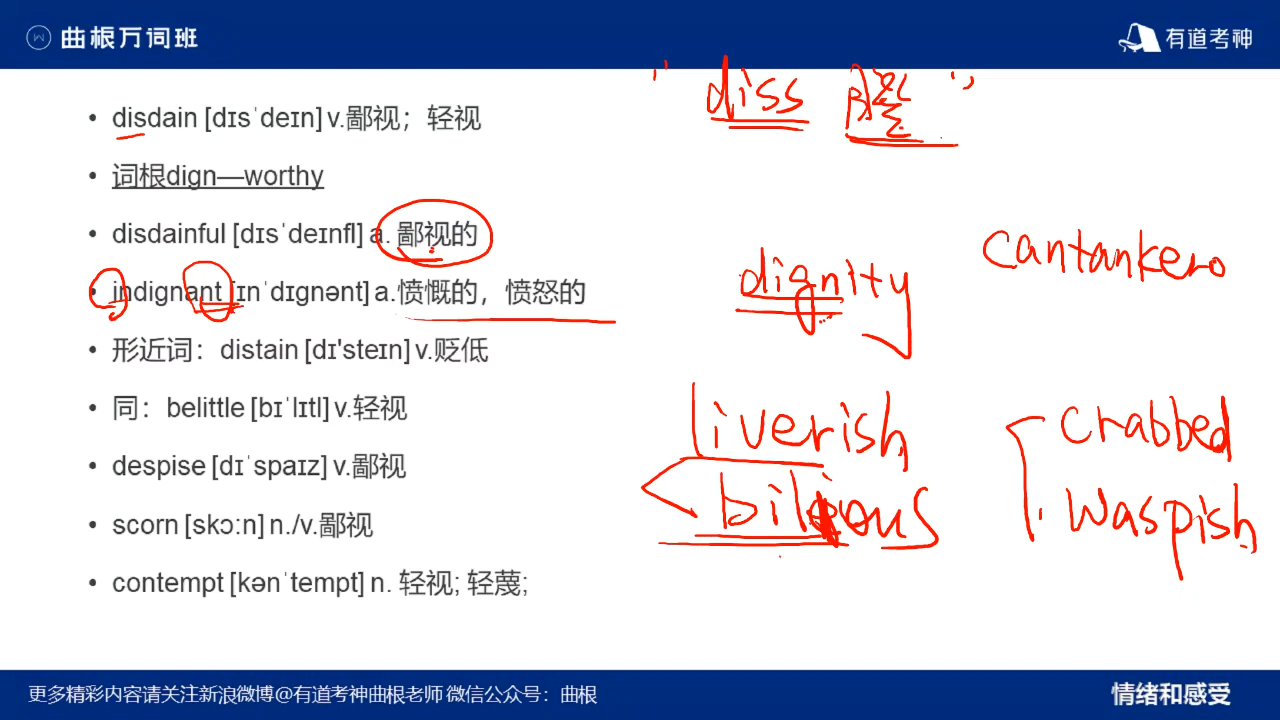 曲根万词班
有道考神
• disdain [dɪsˈdeɪn] v.鄙视；轻视
• 词根dign—worthy
• disdainful [dɪsˈdeɪnfl] a. 鄙视的
• indignant [ɪnˈdɪgnənt] a.愤慨的，愤怒的
• 形近词：distain [dɪ'steɪn] v.贬低
• 同：belittle [bɪˈlɪtl] v.轻视
• despise [dɪˈspaɪz] v.鄙视
• scorn [skɔːn] n./v.鄙视
• contempt [kənˈtempt] n. 轻视; 轻蔑;
"diss
dignity
cantankero
liverish
bilious
crabbed
waspish
更多精彩内容请关注新浪微博@有道考神曲根老师 微信公众号：曲根
情绪和感受